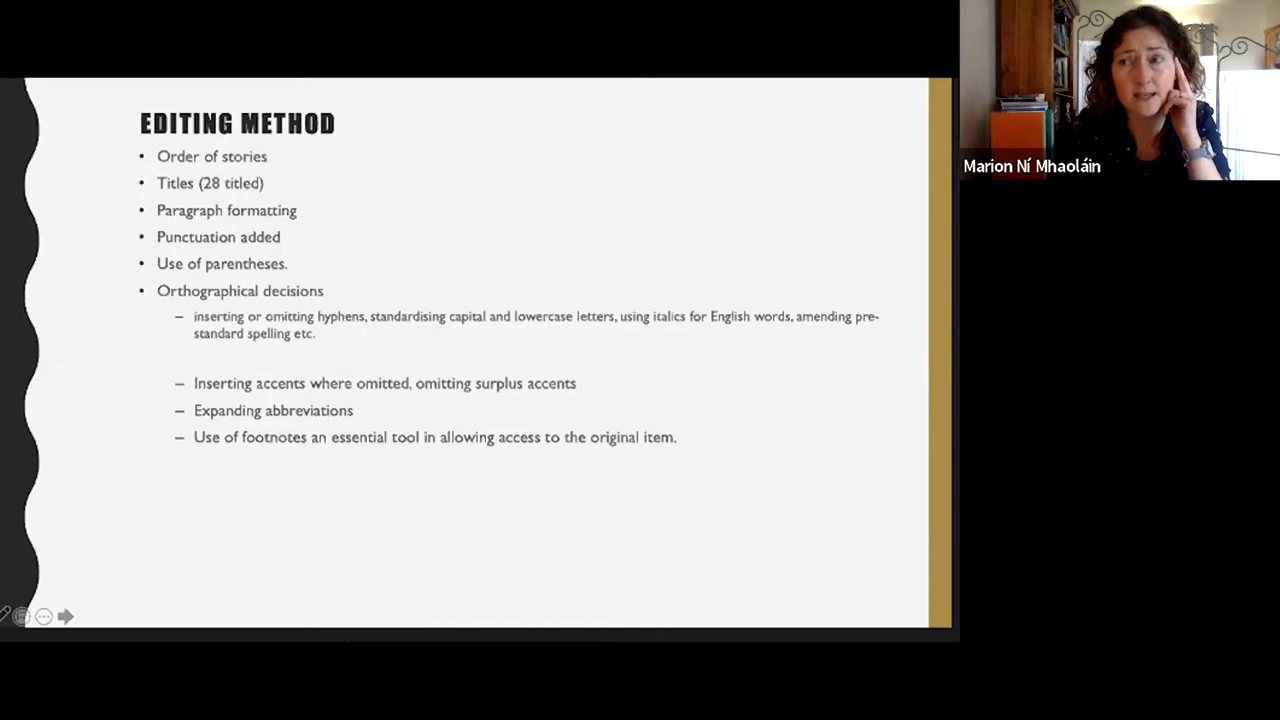 EDITING METHOD
• Order of stories
• Titles (28 titled)
• Paragraph formatting
• Punctuation added
• Use of parentheses.
• Orthographical decisions
– inserting or omitting hyphens, standardising capital and lowercase letters, using italics for English words, amending pre-
standard spelling etc.
– Inserting accents where omitted, omitting surplus accents
– Expanding abbreviations
– Use of footnotes an essential tool in allowing access to the original item.
Marion Ní Mhaoláin